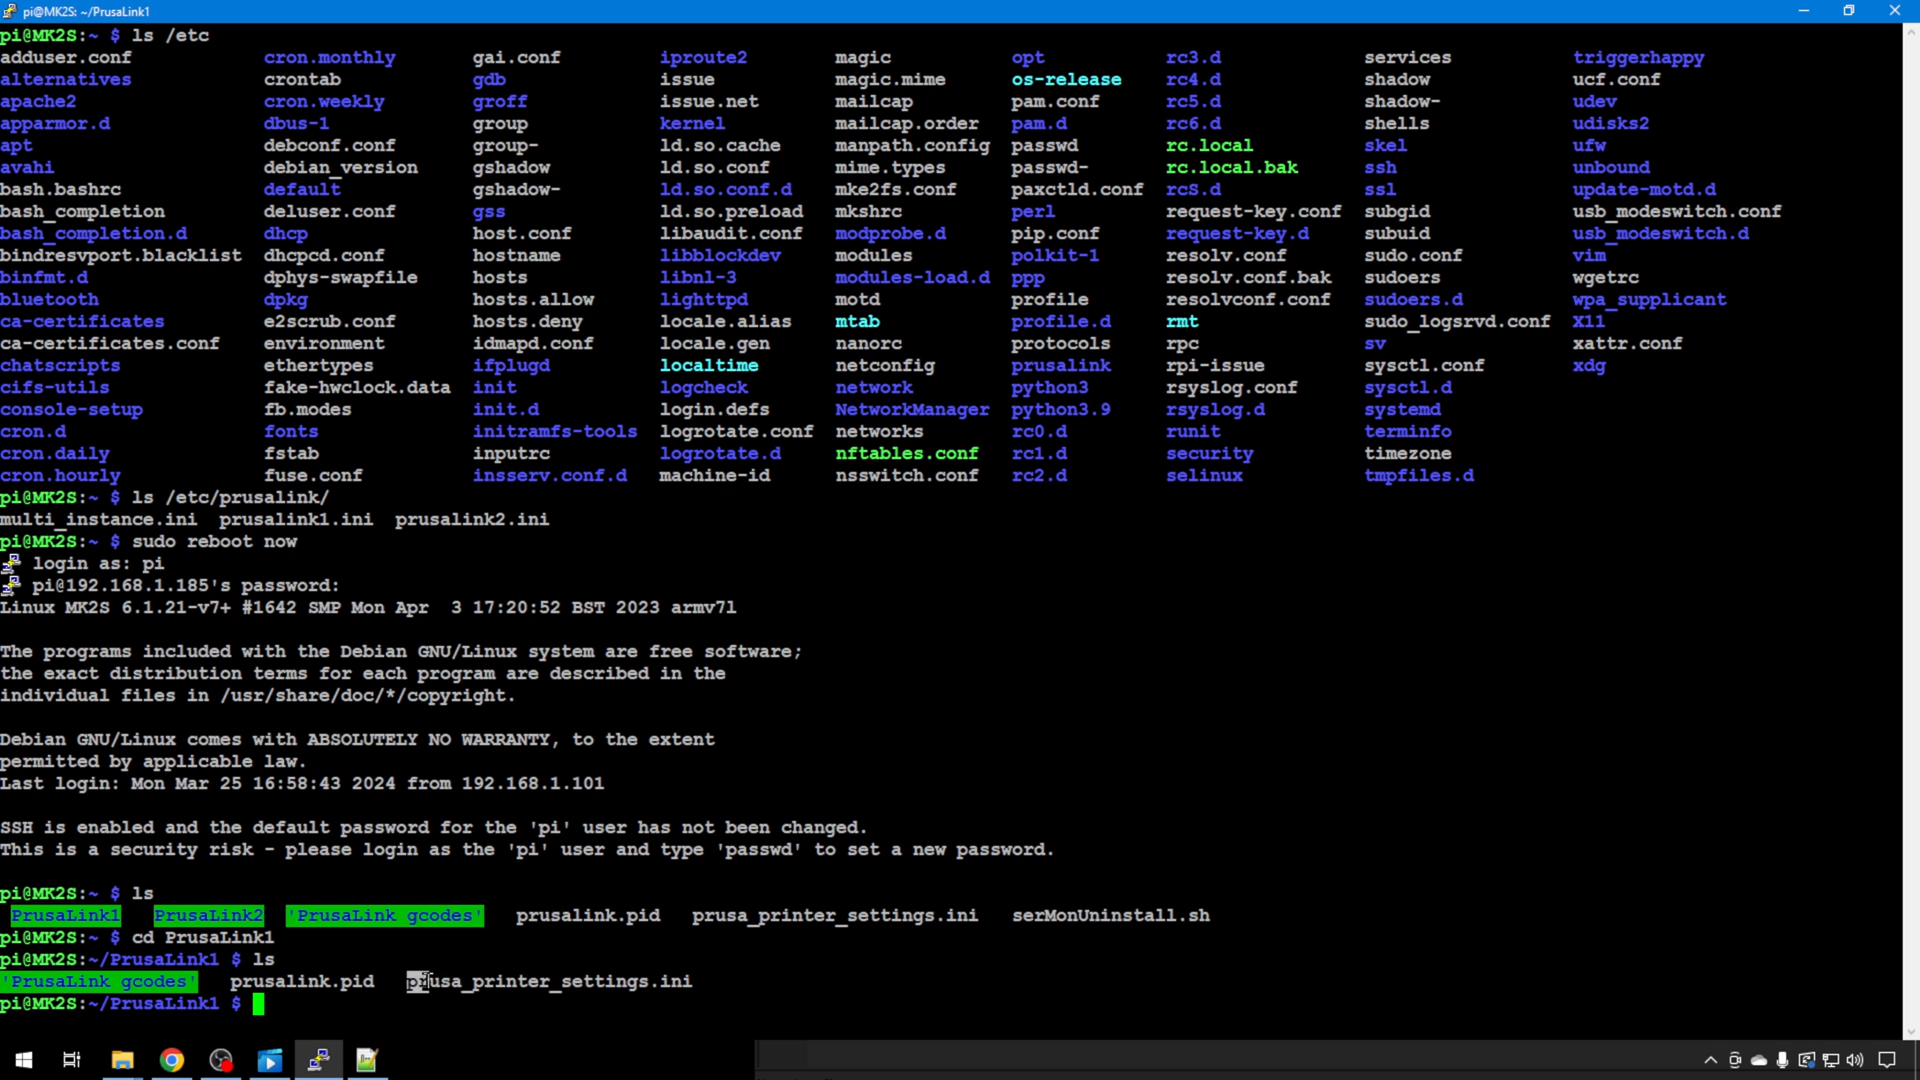 pi@MK2S: ~/PrusaLink1
pi@MK2S:~ $ ls /etc
adduser.conf cron.monthly gai.conf iproute2 magic opt rc3.d services triggerhappy
alternatives crontab gdb issue magic.mime os-release rc4.d shadow ucf.conf
apache2 cron.weekly groff issue.net mailcap pam.conf rc5.d shadow- udev
apparmor.d dbus-1 group kernel mailcap.order pam.d rc6.d shells udisks2
apt debconf.conf group- ld.so.cache manpath.config passwd rc.local skel ufw
avahi debian_version gshadow ld.so.conf mime.types passwd- rc.local.bak ssh unbound
bash.bashrc default gshadow- ld.so.conf.d mke2fs.conf paxctld.conf rcS.d ssl update-motd.d
bash_completion deluser.conf gss ld.so.preload mkshrc perl request-key.conf subgid usb_modeswitch.conf
bash_completion.d dhcp host.conf libaudit.conf modprobe.d pip.conf request-key.d subuid usb_modeswitch.d
bindresvport.blacklist dhcpcd.conf hostname libblockdev modules polkit-1 resolv.conf sudo.conf vim
binfmt.d dphys-swapfile hosts libnl-3 modules-load.d ppp resolv.conf.bak sudoers wgetrc
bluetooth dpkg hosts.allow lighttpd motd profile resolvconf.conf sudoers.d wpa_supplicant
ca-certificates e2scrub.conf hosts.deny locale.alias mtab profile.d rmt sudo_logsrvd.conf X11
ca-certificates.conf environment idmapd.conf locale.gen nanorc protocols rpc sv xattr.conf
chatscripts ethertypes ifplugd localtime netconfig prusalink rpi-issue sysctl.conf xdg
cifs-utils fake-hwclock.data init logcheck network python3 rsyslog.conf sysctl.d
console-setup fb.modes init.d login.defs NetworkManager python3.9 rsyslog.d systemd
cron.d fonts initramfs-tools logrotate.conf networks rc0.d runit terminfo
cron.daily fstab inputrc logrotate.d nftables.conf rc1.d security timezone
cron.hourly fuse.conf insserv.conf.d machine-id nsswitch.conf rc2.d selinux tmpfiles.d
pi@MK2S:~ $ ls /etc/prusalink/
multi_instance.ini prusalink1.ini prusalink2.ini
pi@MK2S:~ $ sudo reboot now
login as: pi
pi@192.168.1.185's password:
Linux MK2S 6.1.21-v7+ #1642 SMP Mon Apr 3 17:20:52 BST 2023 armv7l
The programs included with the Debian GNU/Linux system are free software;
the exact distribution terms for each program are described in the
individual files in /usr/share/doc/*/copyright.
Debian GNU/Linux comes with ABSOLUTELY NO WARRANTY, to the extent
permitted by applicable law.
Last login: Mon Mar 25 16:58:43 2024 from 192.168.1.101
SSH is enabled and the default password for the 'pi' user has not been changed.
This is a security risk - please login as the 'pi' user and type 'passwd' to set a new password.
pi@MK2S:~ $ ls
PrusaLink1 PrusaLink2 'PrusaLink gcodes' prusalink.pid prusa_printer_settings.ini serMonUninstall.sh
pi@MK2S:~ $ cd PrusaLink1
pi@MK2S:~/PrusaLink1 $ ls
'PrusaLink gcodes' prusalink.pid prusa_printer_settings.ini
pi@MK2S:~/PrusaLink1 $